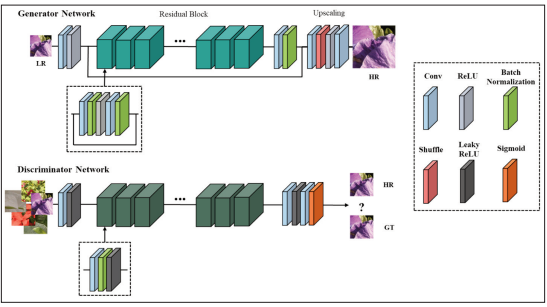 Generator Network
Residual Block
Upscaling
LR
...
HR
Conv
ReLU
Batch
Normalization
Shuffle
Leaky
ReLU
Sigmoid
Discriminator Network
...
HR
?
GT